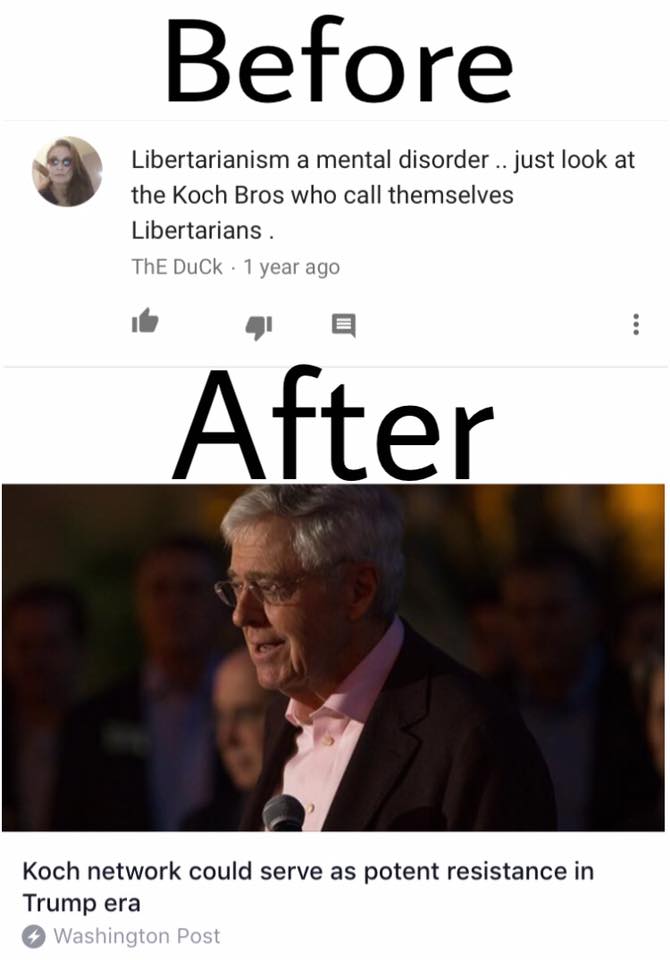 Before
Libertarianism a mental disorder .. just look at
the Koch Bros who call themselves
Libertarians .
ThE DuCk · 1 year ago
After
Koch network could serve as potent resistance in
Trump era
Washington Post